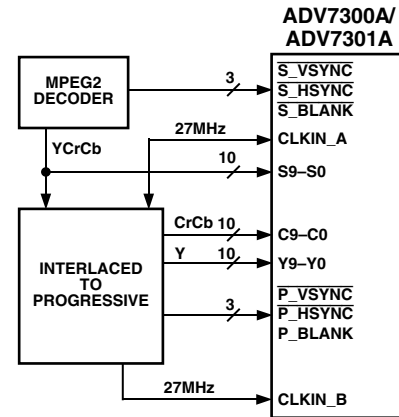 ADV7300A/
ADV7301A
MPEG2
DECODER
3
S_VSYNC
S_HSYNC
S_BLANK
27MHz
CLKIN_A
YCrCb
10
S9–S0
INTERLACED
TO
PROGRESSIVE
CrCb 10
C9–C0
Y 10
Y9–Y0
3
P_VSYNC
P_HSYNC
P_BLANK
27MHz
CLKIN_B